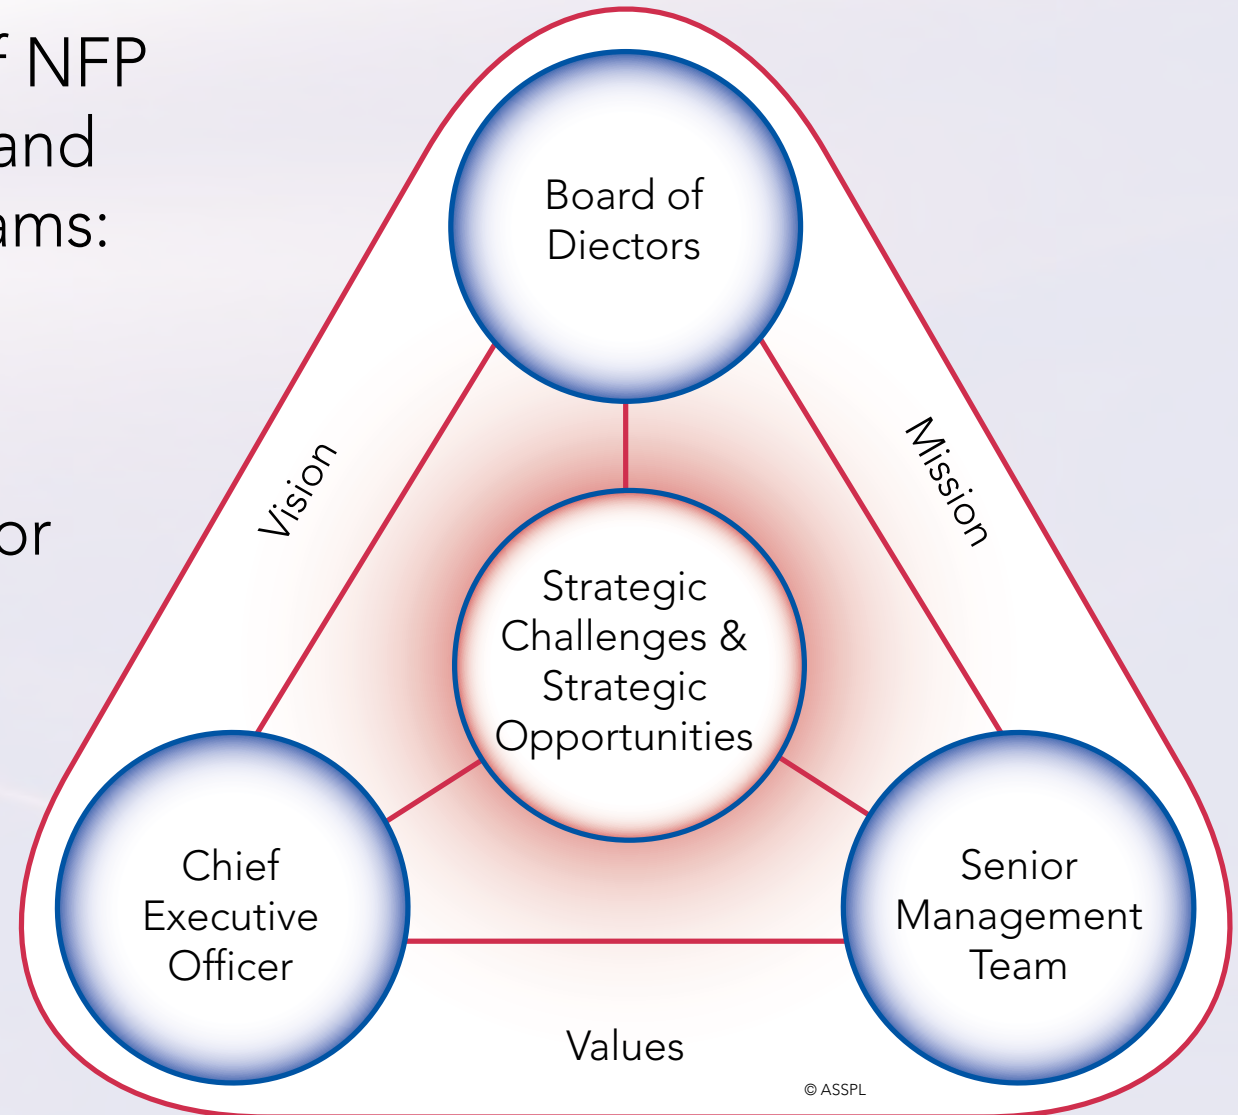 f NFP
and
ams:
or
Board of
Diectors
Vision
Mission
Strategic
Challenges &
Strategic
Opportunities
Chief
Executive
Officer
Senior
Management
Team
Values
© ASSPL